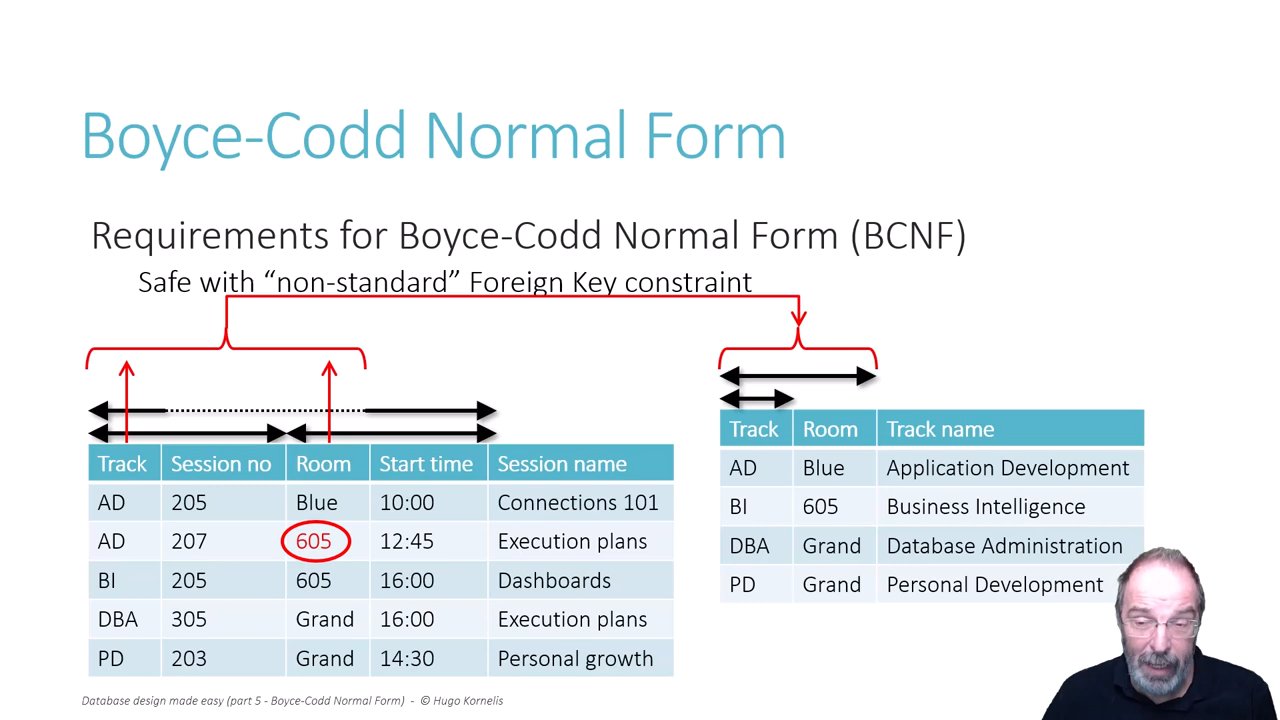 Boyce-Codd Normal Form
Requirements for Boyce-Codd Normal Form (BCNF)
Safe with “non-standard” Foreign Key constraint
Track Session no Room Start time Session name
AD 205 Blue 10:00 Connections 101
AD 207 605 12:45 Execution plans
BI 205 605 16:00 Dashboards
DBA 305 Grand 16:00 Execution plans
PD 203 Grand 14:30 Personal growth
Track Room Track name
AD Blue Application Development
BI 605 Business Intelligence
DBA Grand Database Administration
PD Grand Personal Development
Database design made easy (part 5 - Boyce-Codd Normal Form) - © Hugo Kornelis